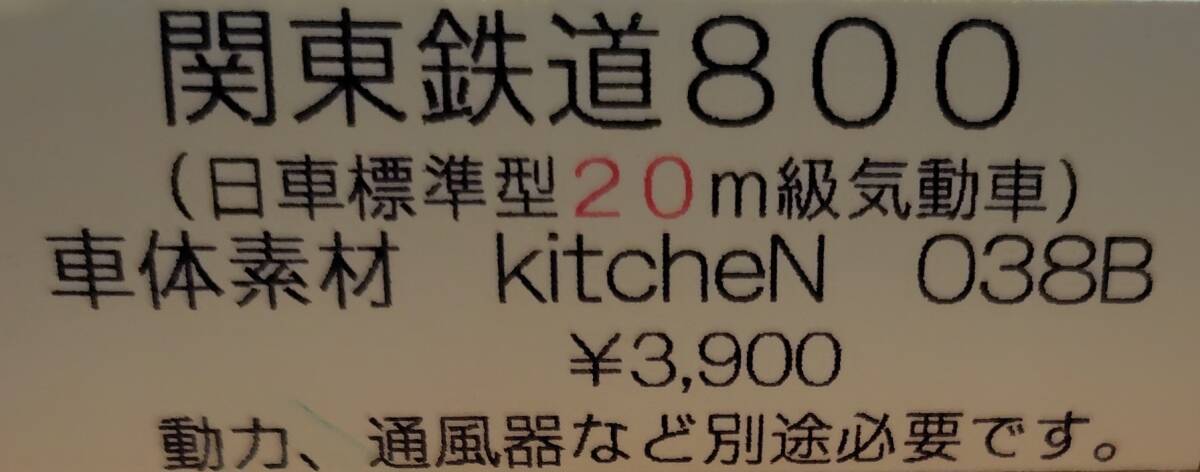 関東鉄道800
（日車標準型20m級気動車）
車体素材　kitcheN　038B
¥3,900
動力、通風器など別途必要です。